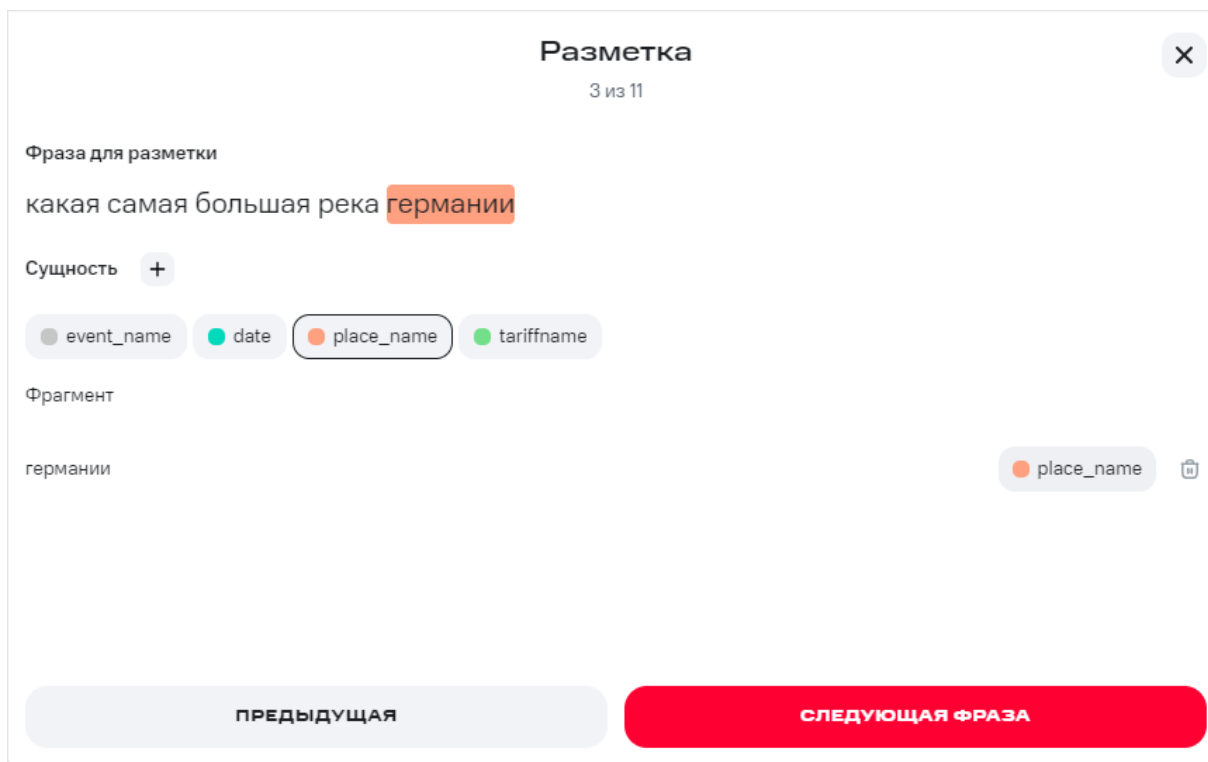 Разметка
3 из 11
Фраза для разметки
какая самая большая река германии
Сущность +
event_name date place_name tariffname
Фрагмент
германии place_name
ПРЕДЫДУЩАЯ СЛЕДУЮЩАЯ ФРАЗА